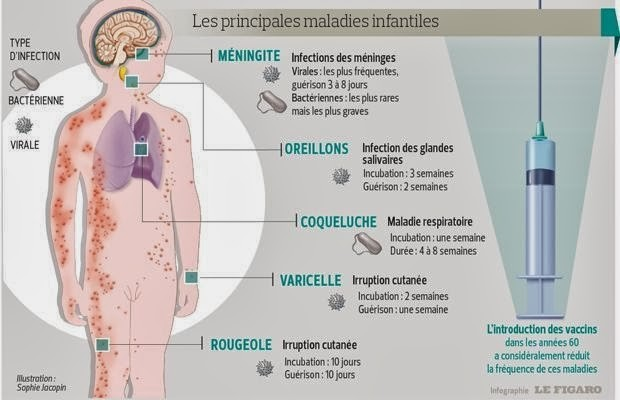 Les principales maladies infantiles
TYPE
D'INFECTION
BACTÉRIENNE
VIRALE
MÉNINGITE
Infections des méninges
Virales : les plus fréquentes,
guérison 3 à 8 jours
Bactériennes : les plus rares
mais les plus graves
OREILLONS
Infection des glandes
salivaires
Incubation : 3 semaines
Guérison : 2 semaines
COQUELUCHE
Maladie respiratoire
Incubation : une semaine
Durée : 4 à 8 semaines
VARICELLE
Irruption cutanée
Incubation : 2 semaines
Guérison : une semaine
ROUGEOLE
Irruption cutanée
Incubation : 10 jours
Guérison : 10 jours
L'introduction des vaccins
dans les années 60
a considérablement réduit
la fréquence de ces maladies
Illustration :
Sophie Jacopin
Infographie LE FIGARO